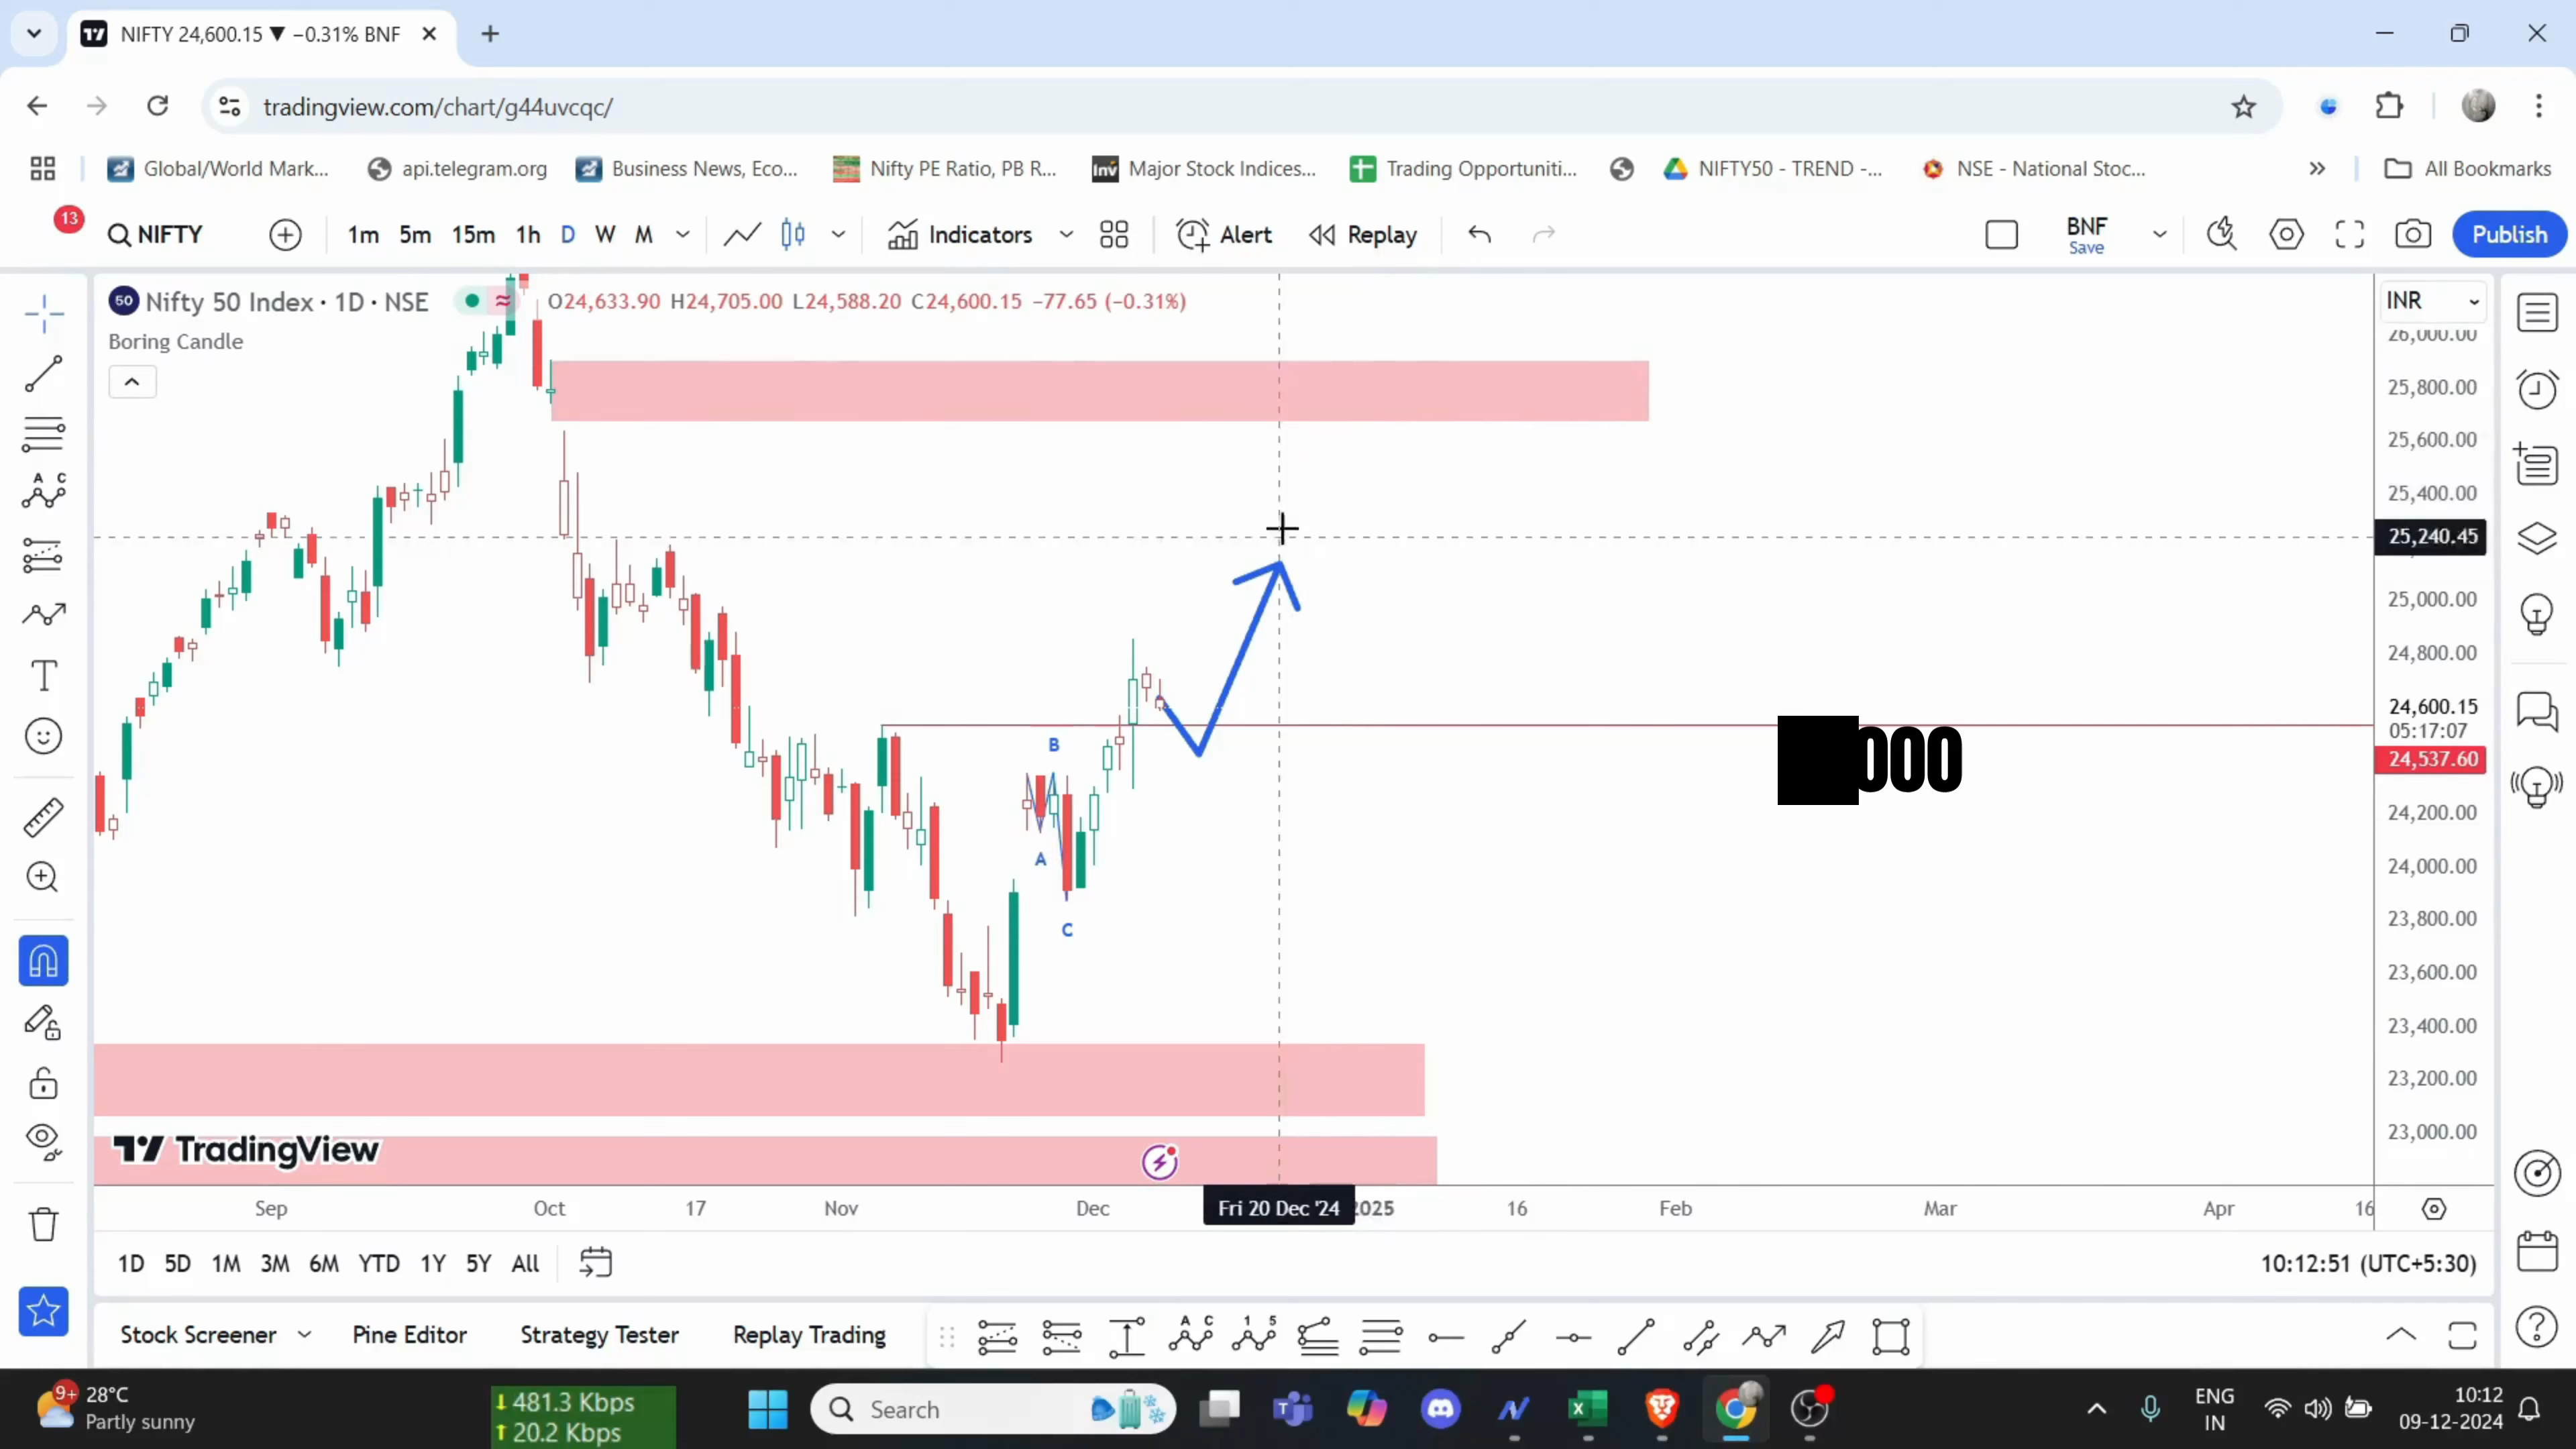 NIFTY 24,600.15 ▼ −0.31% BNF
tradingview.com/chart/g44uvcqc/
Global/World Mark...
api.telegram.org
Business News, Eco...
Nifty PE Ratio, PB R...
Inv
Major Stock Indices...
Trading Opportuniti...
NIFTY50 - TREND -...
NSE - National Stoc...
All Bookmarks
13
NIFTY
1m 5m 15m 1h D W M
Indicators
Alert
Replay
BNF
Save
Publish
50 Nifty 50 Index · 1D · NSE
O24,633.90 H24,705.00 L24,588.20 C24,600.15 −77.65 (−0.31%)
Boring Candle
INR
26,000.00
25,800.00
25,600.00
25,400.00
25,240.45
25,000.00
24,800.00
24,600.15
05:17:07
24,537.60
24,200.00
24,000.00
23,800.00
23,600.00
23,400.00
23,200.00
23,000.00
B
A
C
000
TradingView
Sep Oct 17 Nov Dec Fri 20 Dec '24 2025 16 Feb Mar Apr 16
1D 5D 1M 3M 6M YTD 1Y 5Y All
10:12:51 (UTC+5:30)
Stock Screener Pine Editor Strategy Tester Replay Trading
9+
28°C
Partly sunny
↓ 481.3 Kbps
↑ 20.2 Kbps
Search
ENG
IN
10:12
09-12-2024